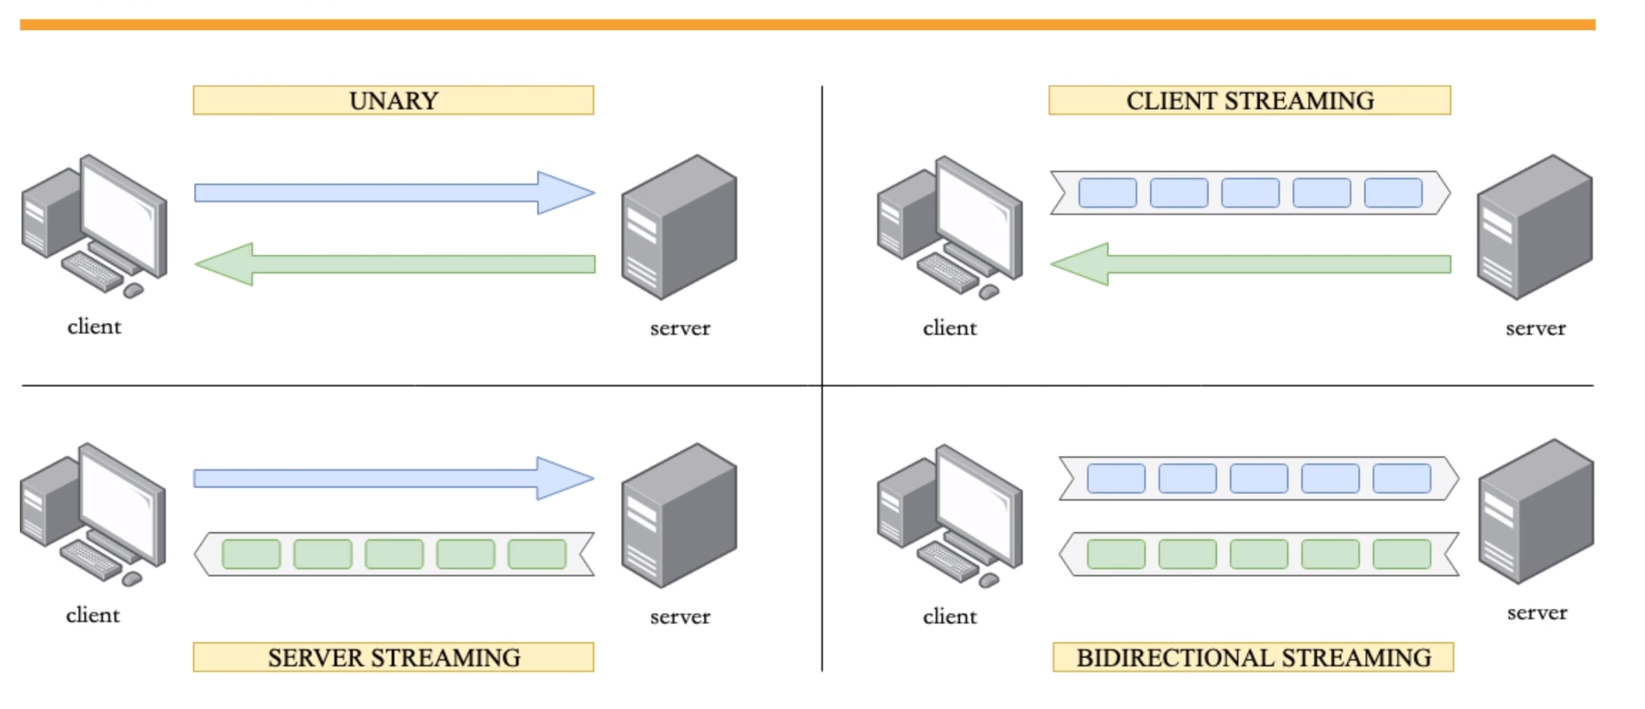 UNARY
client
server
CLIENT STREAMING
client
server
client
server
SERVER STREAMING
client
server
BIDIRECTIONAL STREAMING